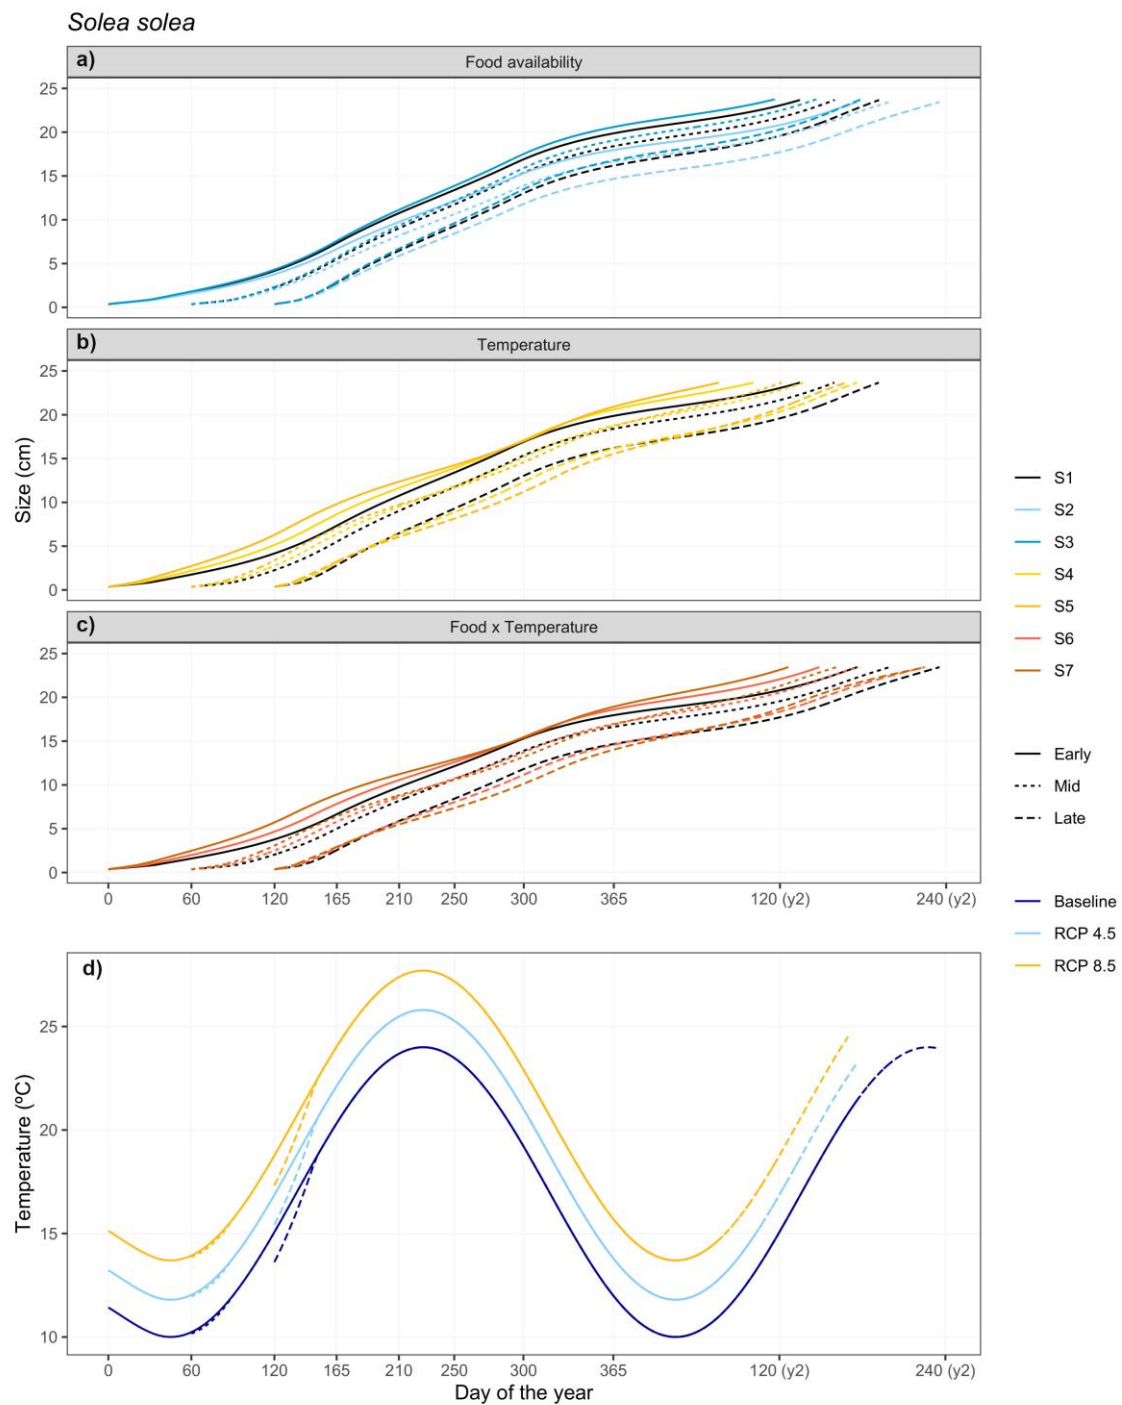 Solea solea
a)
Food availability
25
20
15
10
5
0
b)
Temperature
25
20
15
10
5
0
Size (cm)
c)
Food x Temperature
25
20
15
10
5
0
0 60 120 165 210 250 300 365 120 (y2) 240 (y2)
S1
S2
S3
S4
S5
S6
S7
Early
Mid
Late
Baseline
RCP 4.5
RCP 8.5
d)
25
20
15
10
Temperature (ºC)
0 60 120 165 210 250 300 365 120 (y2) 240 (y2)
Day of the year